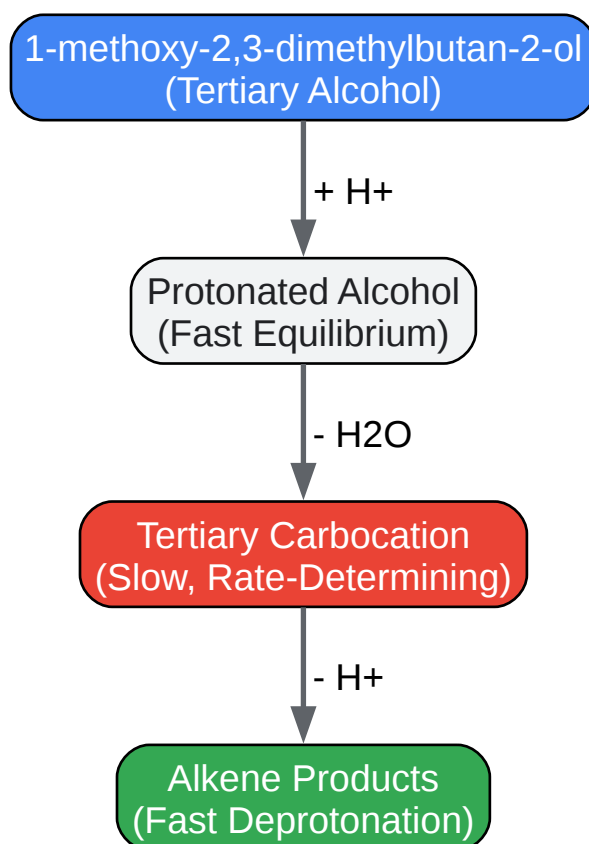 1-methoxy-2,3-dimethylbutan-2-ol
(Tertiary Alcohol)
+ H+
Protonated Alcohol
(Fast Equilibrium)
- H2O
Tertiary Carbocation
(Slow, Rate-Determining)
- H+
Alkene Products
(Fast Deprotonation)